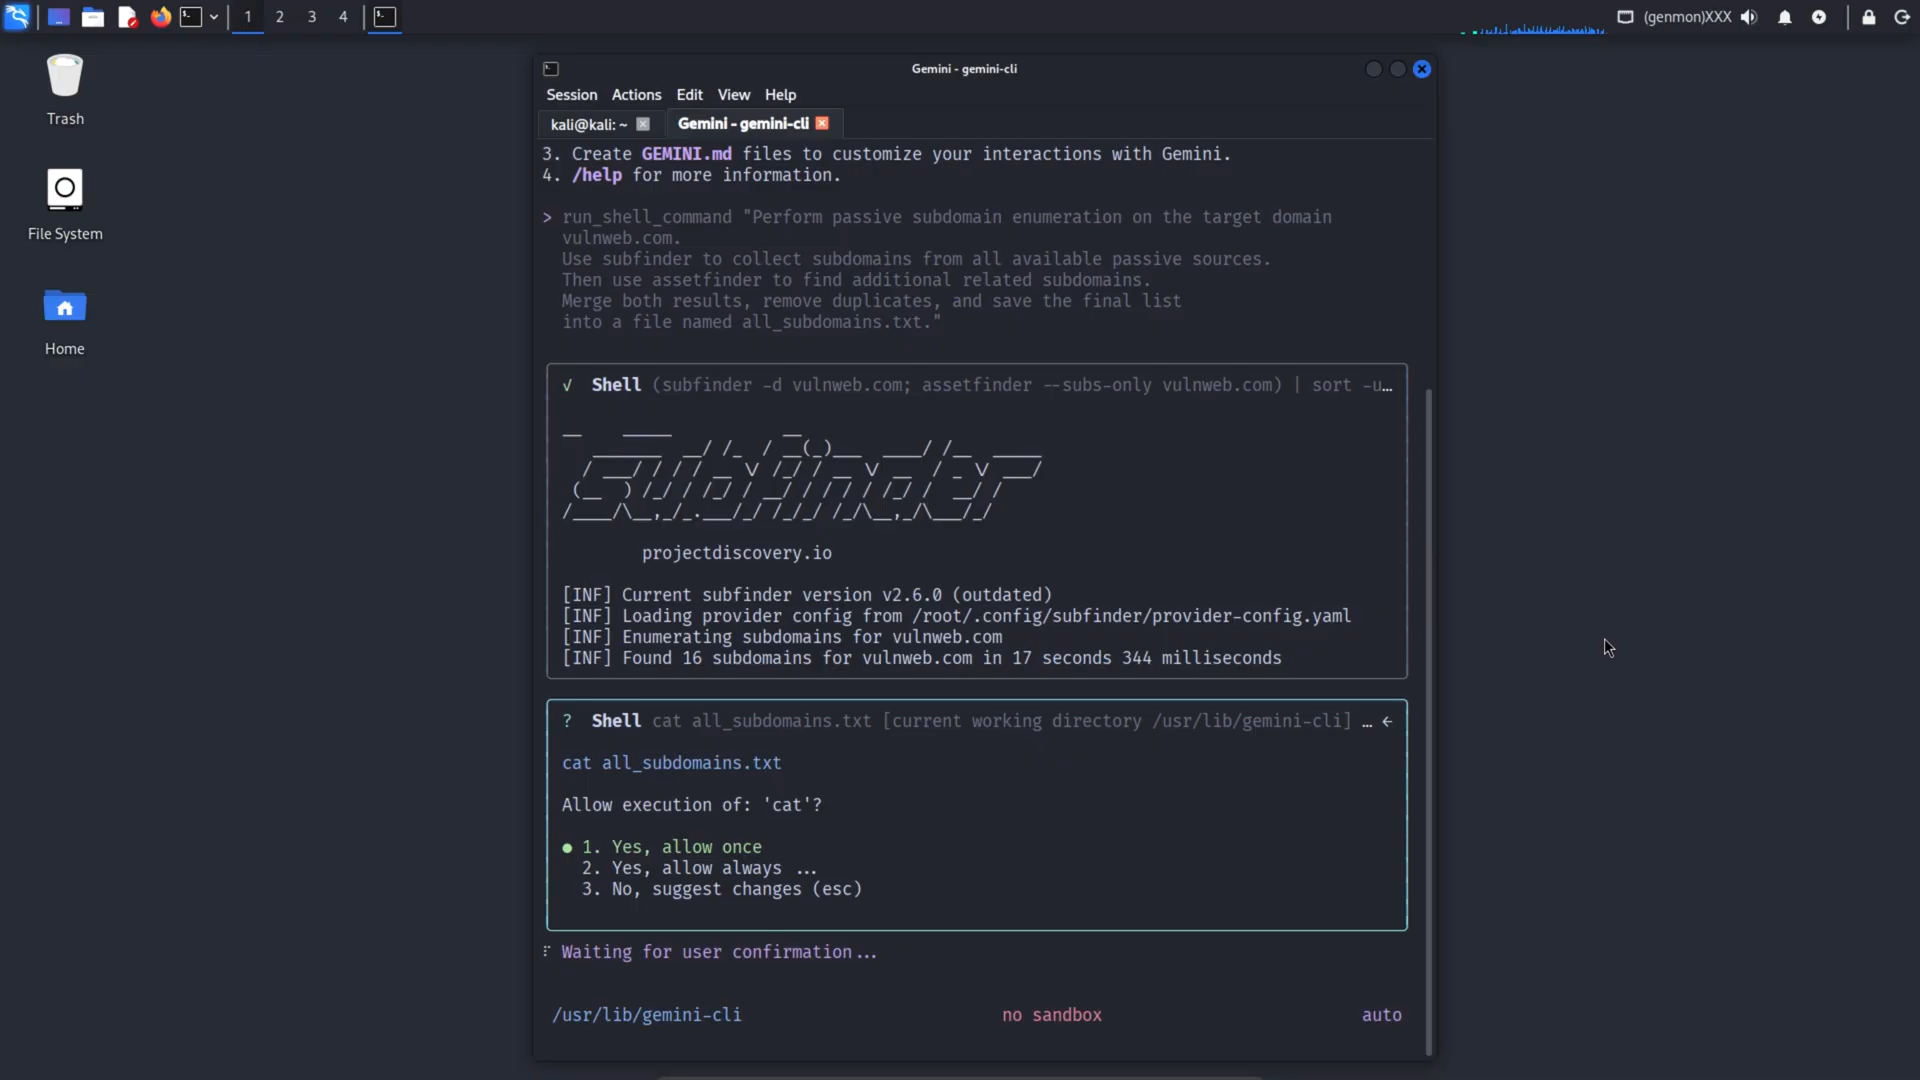 1 2 3 4
(genmon)XXX
Trash
File System
Home
Gemini - gemini-cli
Session Actions Edit View Help
kali@kali: ~
Gemini - gemini-cli
3. Create GEMINI.md files to customize your interactions with Gemini.
4. /help for more information.
> run_shell_command "Perform passive subdomain enumeration on the target domain
vulnweb.com.
Use subfinder to collect subdomains from all available passive sources.
Then use assetfinder to find additional related subdomains.
Merge both results, remove duplicates, and save the final list
into a file named all_subdomains.txt."
√ Shell (subfinder -d vulnweb.com; assetfinder --subs-only vulnweb.com) | sort -u…
subfinder
projectdiscovery.io
[INF] Current subfinder version v2.6.0 (outdated)
[INF] Loading provider config from /root/.config/subfinder/provider-config.yaml
[INF] Enumerating subdomains for vulnweb.com
[INF] Found 16 subdomains for vulnweb.com in 17 seconds 344 milliseconds
? Shell cat all_subdomains.txt [current working directory /usr/lib/gemini-cli] … ←
cat all_subdomains.txt
Allow execution of: 'cat'?
● 1. Yes, allow once
2. Yes, allow always ...
3. No, suggest changes (esc)
⠏ Waiting for user confirmation...
/usr/lib/gemini-cli no sandbox auto